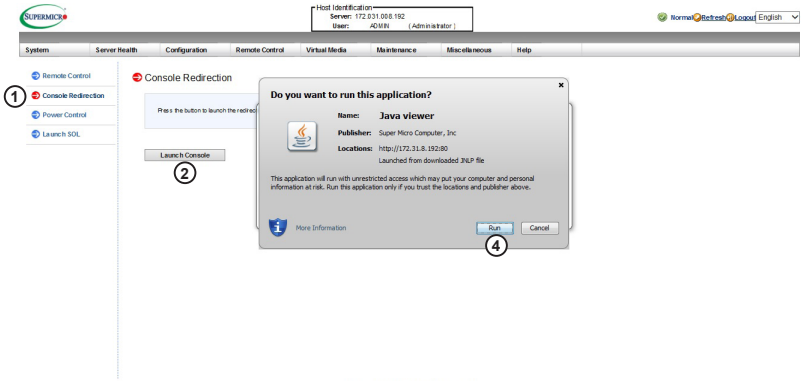 SUPERMICR
Host Identification
Server: 172.031.008.192
User: ADMIN (Administrator)
Normal Refresh Logout English
System Server Health Configuration Remote Control Virtual Media Maintenance Miscellaneous Help
Remote Control
1 Console Redirection
Power Control
Launch SOL
Console Redirection
Press the button to launch the redirec
Launch Console
2
Do you want to run this application?
Name: Java viewer
Publisher: Super Micro Computer, Inc
Locations: http://172.31.8.192:80
Launched from downloaded JNLP file
This application will run with unrestricted access which may put your computer and personal
information at risk. Run this application only if you trust the locations and publisher above.
More Information
Run Cancel
4